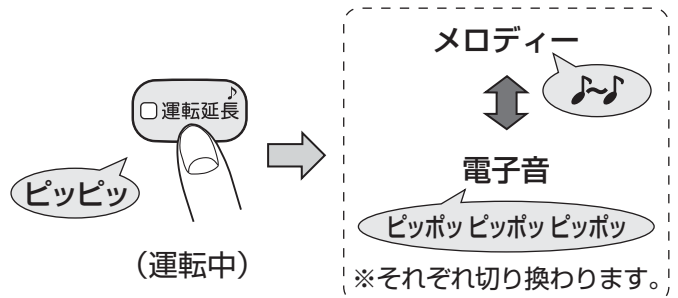 □運転延長♪
ピッピッ
（運転中）
メロディー
♪〜♪
電子音
ピッポッ ピッポッ ピッポッ
※それぞれ切り換わります。